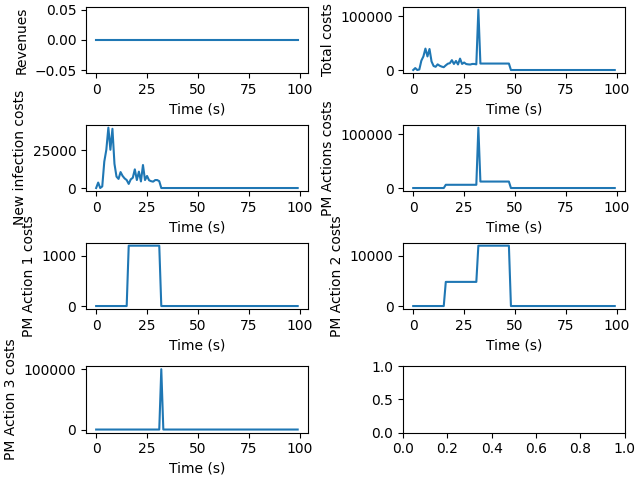 Revenues
0.05
0.00
−0.05
0 25 50 75 100
Time (s)
Total costs
100000
0
0 25 50 75 100
Time (s)
New infection costs
25000
0
0 25 50 75 100
Time (s)
PM Actions costs
100000
0
0 25 50 75 100
Time (s)
PM Action 1 costs
1000
0
0 25 50 75 100
Time (s)
PM Action 2 costs
10000
0
0 25 50 75 100
Time (s)
PM Action 3 costs
100000
0
0 25 50 75 100
Time (s)
1.0
0.5
0.0
0.0 0.2 0.4 0.6 0.8 1.0